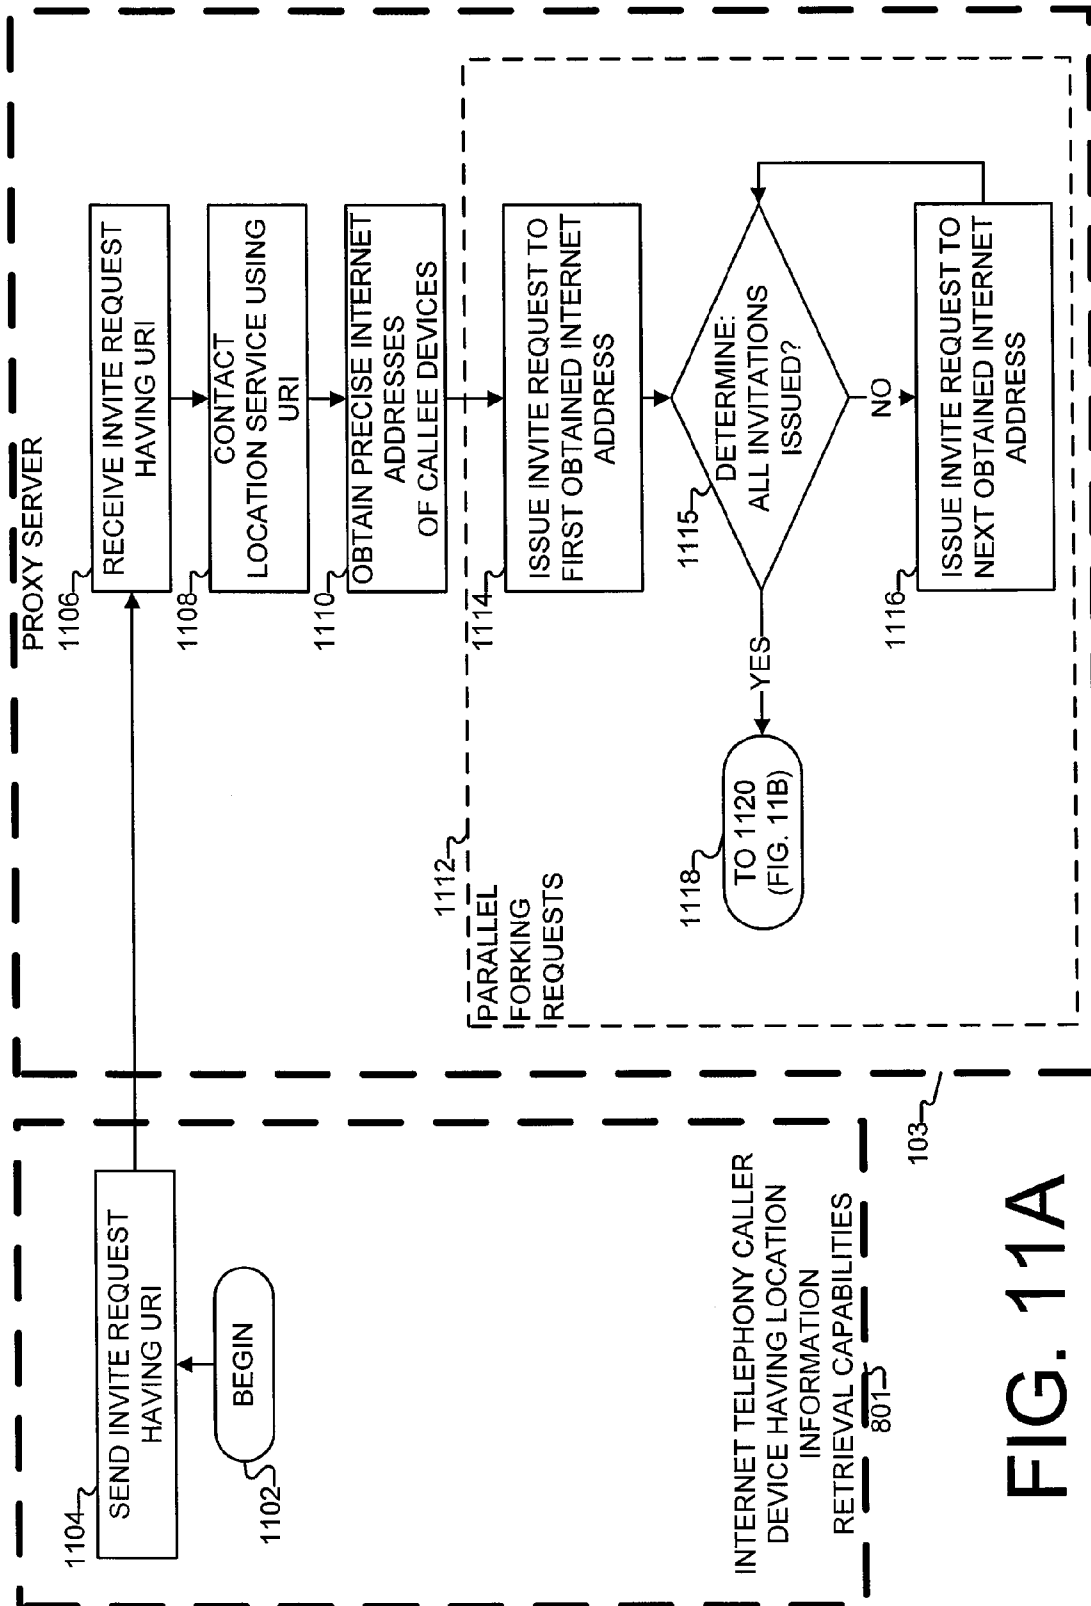 PROXY SERVER
1106
RECEIVE INVITE REQUEST
HAVING URI
1108
CONTACT
LOCATION SERVICE USING
URI
1110
OBTAIN PRECISE INTERNET
ADDRESSES
OF CALLEE DEVICES
1112
PARALLEL
FORKING
REQUESTS
1114
ISSUE INVITE REQUEST TO
FIRST OBTAINED INTERNET
ADDRESS
1115
DETERMINE:
ALL INVITATIONS
ISSUED?
YES
NO
1118
TO 1120
(FIG. 11B)
1116
ISSUE INVITE REQUEST TO
NEXT OBTAINED INTERNET
ADDRESS
103
1104
SEND INVITE REQUEST
HAVING URI
BEGIN
1102
INTERNET TELEPHONY CALLER
DEVICE HAVING LOCATION
INFORMATION
RETRIEVAL CAPABILITIES
801
FIG. 11A